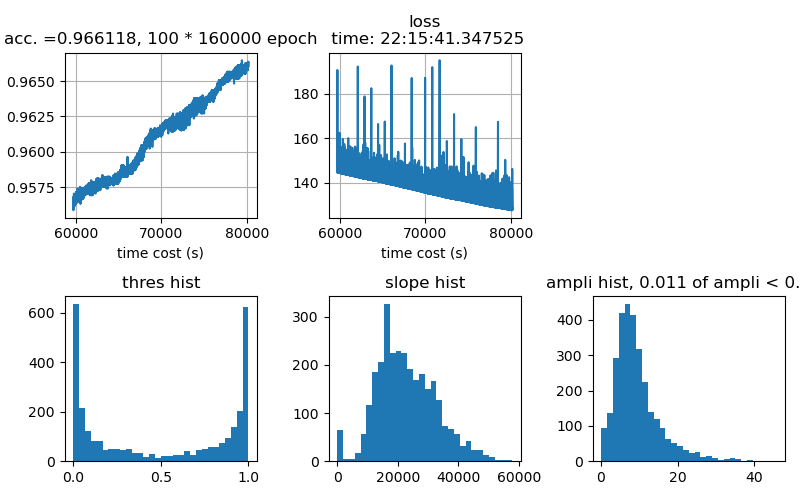 acc. =0.966118, 100 * 160000 epoch
0.9650
0.9625
0.9600
0.9575
60000 70000 80000
time cost (s)
loss
time: 22:15:41.347525
180
160
140
60000 70000 80000
time cost (s)
thres hist
600
400
200
0
0.0 0.5 1.0
slope hist
300
200
100
0
0 20000 40000 60000
ampli hist, 0.011 of ampli < 0.
400
300
200
100
0
0 20 40